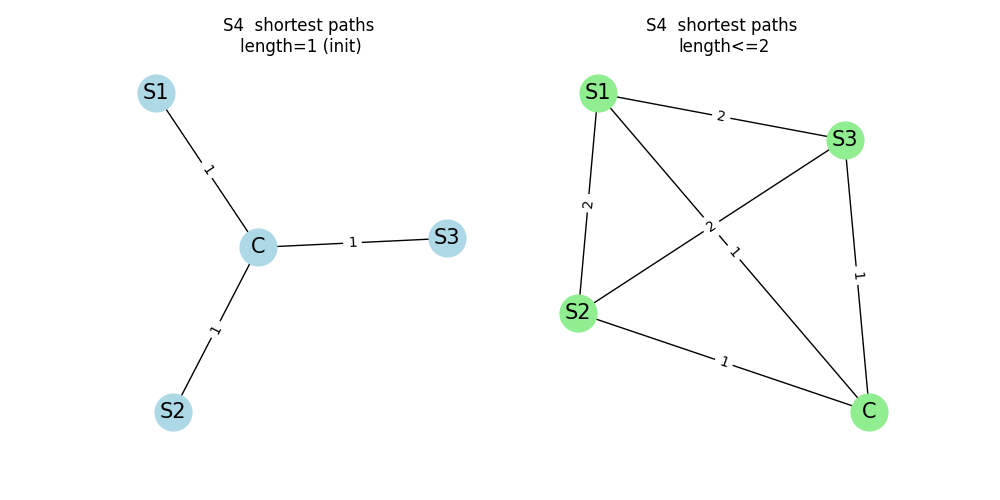 S4  shortest paths
length=1 (init)
S1
1
C
1
S3
1
S2
S4  shortest paths
length<=2
S1
2
S3
2
2
1
1
S2
1
C